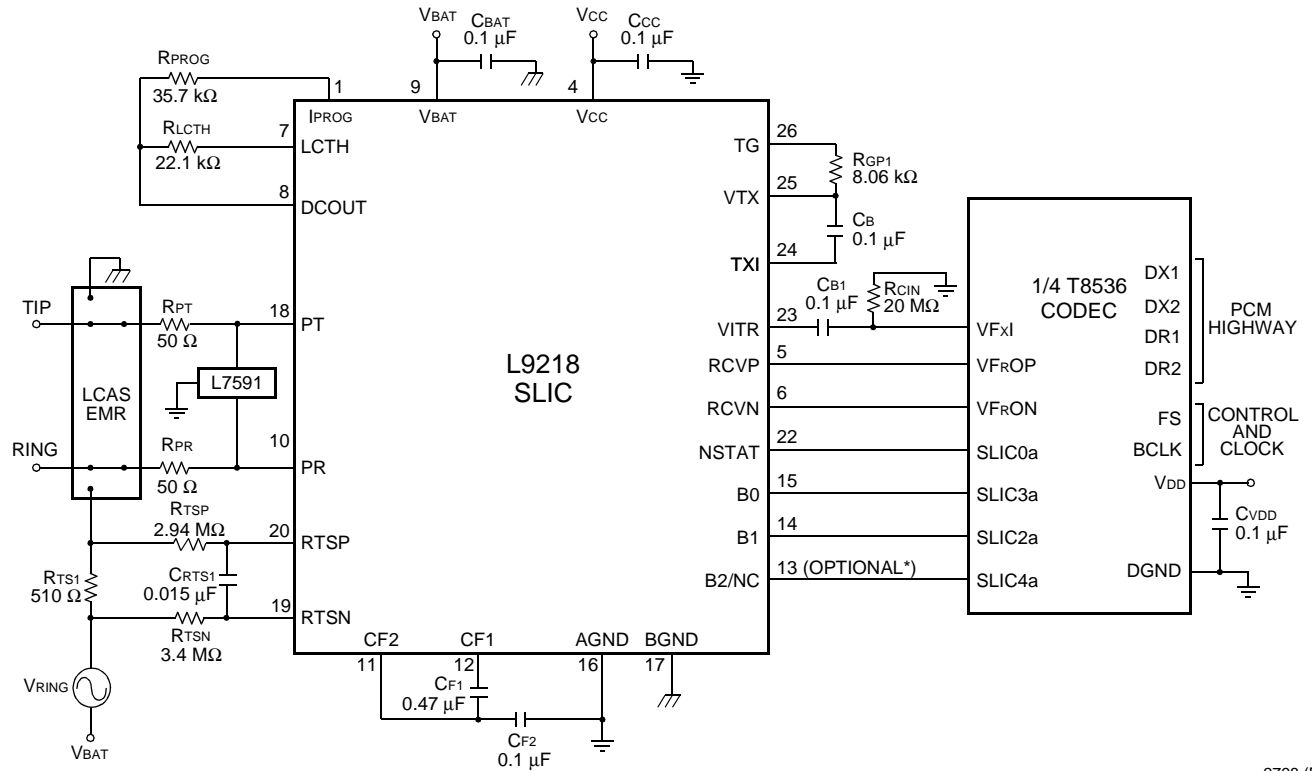 VBAT
CBAT
0.1 µF
VCC
CCC
0.1 µF
RPROG
35.7 kΩ
1
9
4
IPROG
VBAT
VCC
RLCTH
22.1 kΩ
7
LCTH
8
DCOUT
TG
26
RGP1
8.06 kΩ
VTX
25
CB
0.1 µF
TXI
24
CB1
0.1 µF
RCIN
20 MΩ
VITR
23
RCVP
5
RCVN
6
NSTAT
22
B0
15
B1
14
B2/NC
13 (OPTIONAL*)
L9218
SLIC
TIP
RING
LCAS
EMR
RPT
50 Ω
18
PT
L7591
RPR
50 Ω
10
PR
RTSP
2.94 MΩ
20
RTSP
RTS1
510 Ω
CRTS1
0.015 µF
19
RTSN
RTSN
3.4 MΩ
VRING
VBAT
CF2
11
CF1
12
AGND
16
BGND
17
CF1
0.47 µF
CF2
0.1 µF
1/4 T8536
CODEC
VFXI
VFROP
VFRON
SLIC0a
SLIC3a
SLIC2a
SLIC4a
DX1
DX2
DR1
DR2
PCM
HIGHWAY
FS
BCLK
CONTROL
AND
CLOCK
VDD
CVDD
0.1 µF
DGND